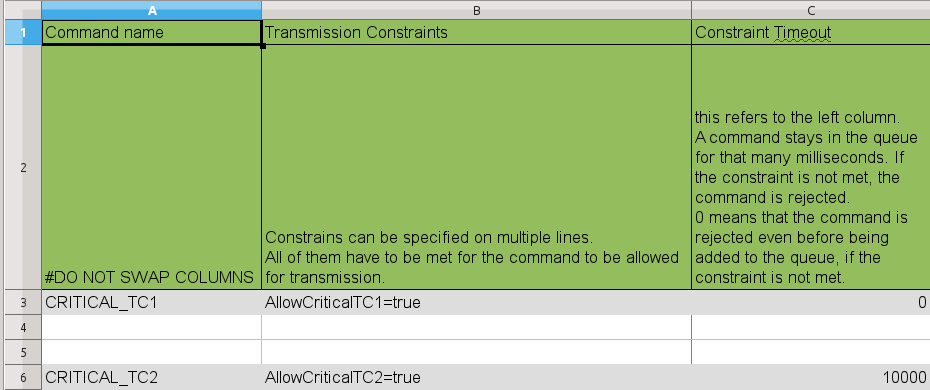 A B C
1 Command name Transmission Constraints Constraint Timeout
this refers to the left column.
A command stays in the queue
for that many milliseconds. If
the constraint is not met, the
command is rejected.
0 means that the command is
rejected even before being
added to the queue, if the
constraint is not met.
2
Constrains can be specified on multiple lines.
All of them have to be met for the command to be allowed
for transmission.
#DO NOT SWAP COLUMNS
3 CRITICAL_TC1 AllowCriticalTC1=true 0
4
5
6 CRITICAL_TC2 AllowCriticalTC2=true 10000